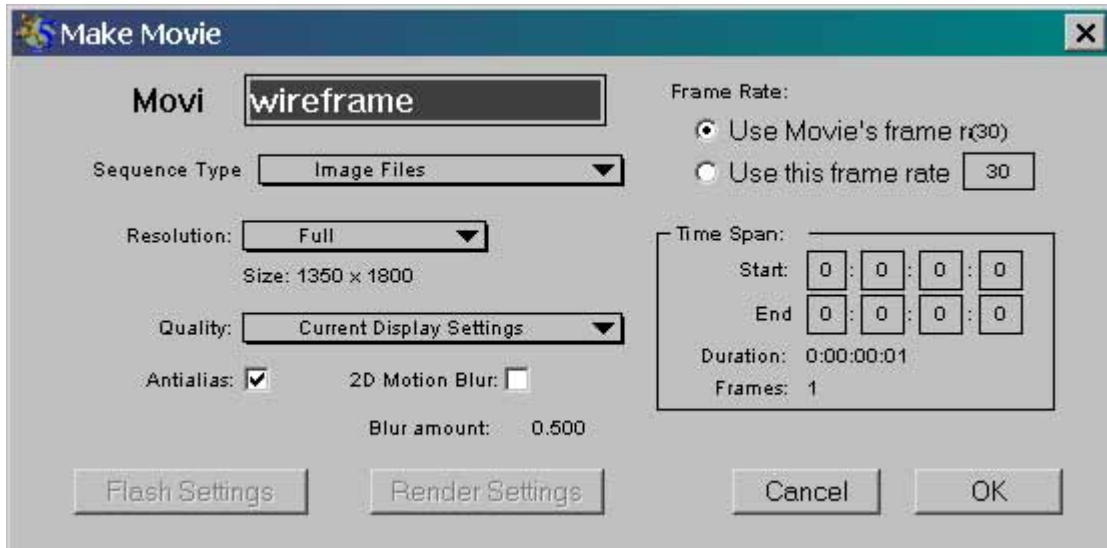 Make Movie
Movi wireframe
Sequence Type Image Files
Resolution: Full
Size: 1350 x 1800
Quality: Current Display Settings
Antialias: 2D Motion Blur:
Blur amount: 0.500
Flash Settings Render Settings
Frame Rate:
Use Movie's frame r(30)
Use this frame rate 30
Time Span:
Start: 0 : 0 : 0 : 0
End 0 : 0 : 0 : 0
Duration: 0:00:00:01
Frames: 1
Cancel OK